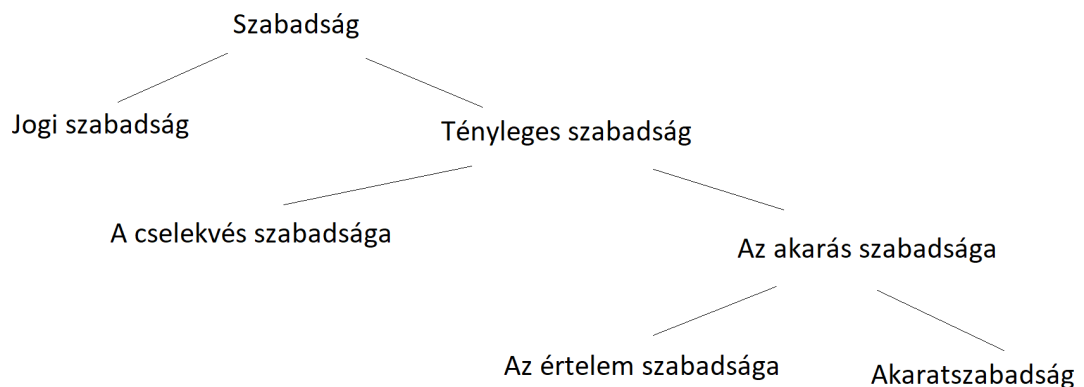 Szabadság
Jogi szabadság
Tényleges szabadság
A cselekvés szabadsága
Az akarás szabadsága
Az értelem szabadsága
Akaratszabadság